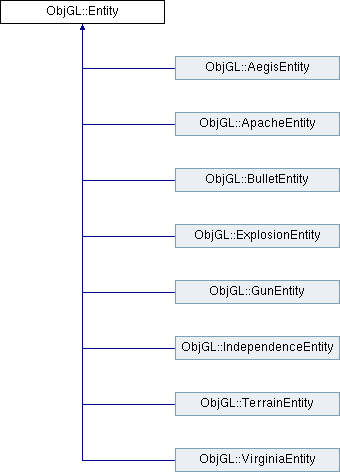 ObjGL::Entity
ObjGL::AegisEntity
ObjGL::ApacheEntity
ObjGL::BulletEntity
ObjGL::ExplosionEntity
ObjGL::GunEntity
ObjGL::IndependenceEntity
ObjGL::TerrainEntity
ObjGL::VirginiaEntity